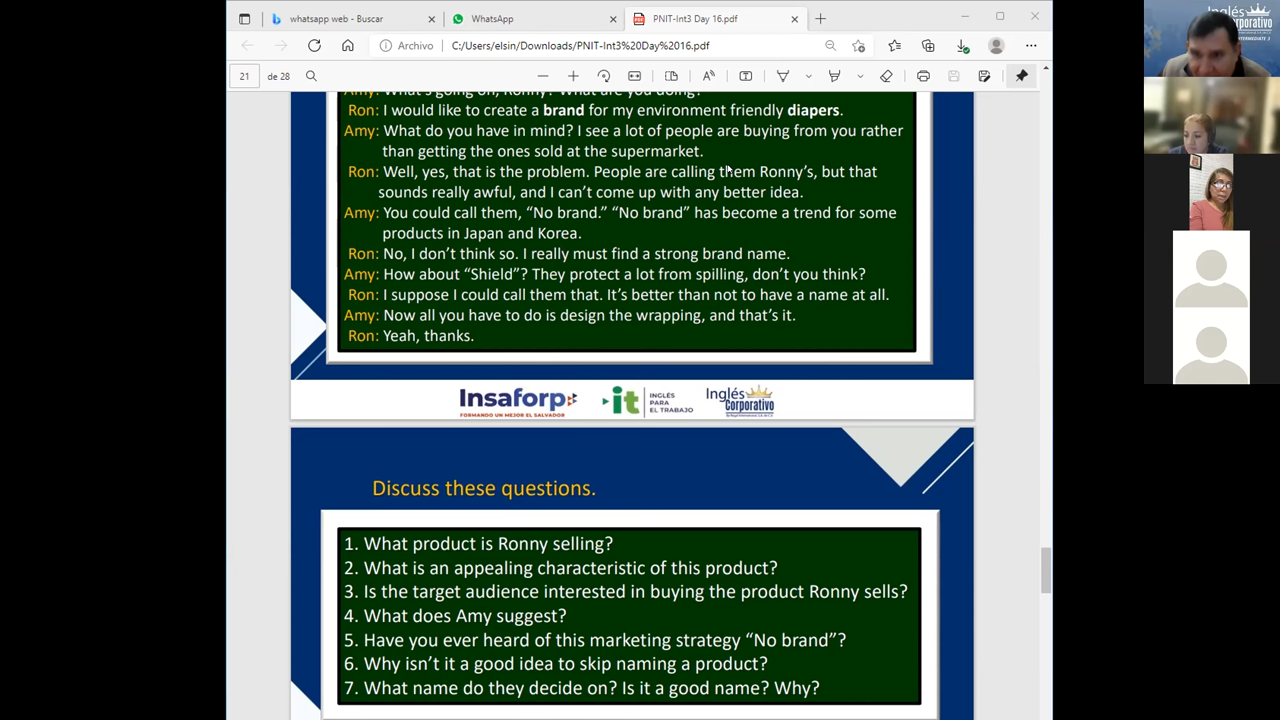 whatsapp web - Buscar
WhatsApp
PNIT-Int3 Day 16.pdf
Archivo
C:/Users/elsin/Downloads/PNIT-Int3%20Day%2016.pdf
21
de 28
Amy: What's going on, Ronny? What are you doing?
Ron: I would like to create a brand for my environment friendly diapers.
Amy: What do you have in mind? I see a lot of people are buying from you rather
than getting the ones sold at the supermarket.
Ron: Well, yes, that is the problem. People are calling them Ronny's, but that
sounds really awful, and I can't come up with any better idea.
Amy: You could call them, "No brand." "No brand" has become a trend for some
products in Japan and Korea.
Ron: No, I don't think so. I really must find a strong brand name.
Amy: How about "Shield"? They protect a lot from spilling, don't you think?
Ron: I suppose I could call them that. It's better than not to have a name at all.
Amy: Now all you have to do is design the wrapping, and that's it.
Ron: Yeah, thanks.
Insaforp
FORMANDO UN MEJOR EL SALVADOR
it
INGLÉS
PARA
EL TRABAJO
Inglés
Corporativo
Discuss these questions.
1. What product is Ronny selling?
2. What is an appealing characteristic of this product?
3. Is the target audience interested in buying the product Ronny sells?
4. What does Amy suggest?
5. Have you ever heard of this marketing strategy "No brand"?
6. Why isn't it a good idea to skip naming a product?
7. What name do they decide on? Is it a good name? Why?
Inglés
Corporativo